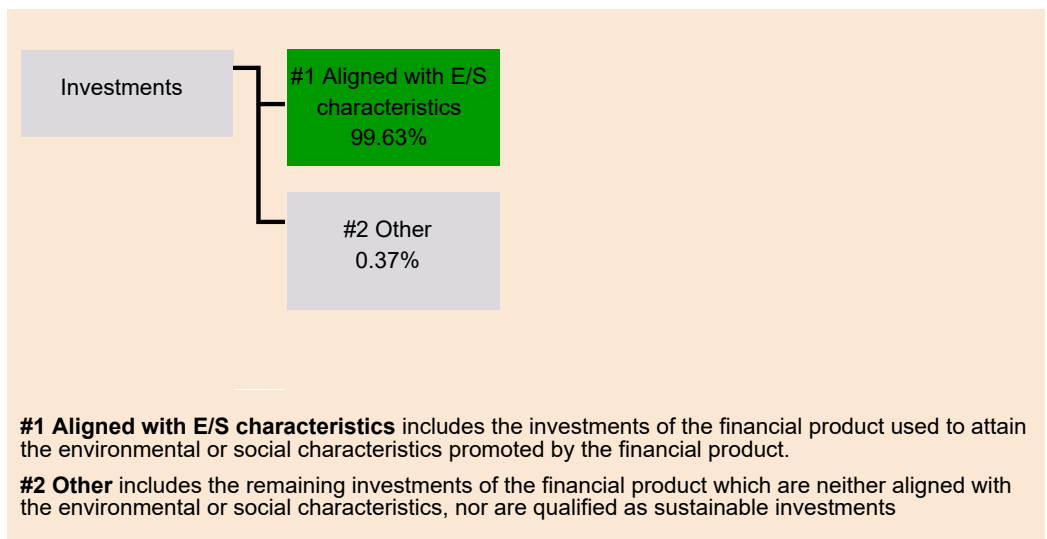 Investments
#1 Aligned with E/S
characteristics
99.63%
#2 Other
0.37%
#1 Aligned with E/S characteristics includes the investments of the financial product used to attain
the environmental or social characteristics promoted by the financial product.
#2 Other includes the remaining investments of the financial product which are neither aligned with
the environmental or social characteristics, nor are qualified as sustainable investments